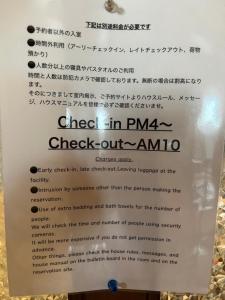 下記は別途料金が必要です
●予約者以外の入室
●時間外利用（アーリーチェックイン、レイトチェックアウト、荷物
預かり）
●人数分以上の寝具やバスタオルのご利用
時間と人数は防犯カメラで確認しております。無断の場合は割高になり
ます。
そのにつきまして室内掲示、ご予約サイトよりハウスルール、メッセー
ジ、ハウスマニュアルを登録に必ずご確認くださいませ。
Check-in PM4～
Check-out～AM10
Charges apply.
●Early check-in, late check-out.Leaving luggage at the
facility.
●Intrusion by someone other than the person making the
reservation.
●Use of extra bedding and bath towels for the number of
people.
We will check the time and number of people using security
cameras.
It will be more expensive if you do not get permission in
advance.
Other things, please check the house rules, messages, and
house manual on the bulletin board in the room and on the
reservation site.